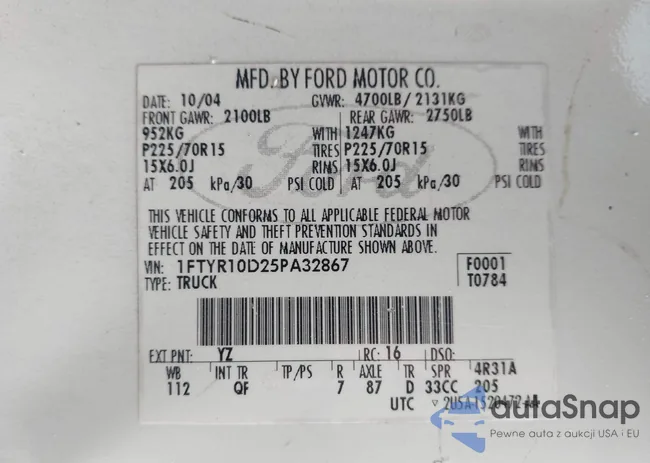 MFD. BY FORD MOTOR CO.
DATE: 10/04 GVWR: 4700LB/2131KG
FRONT GAWR: 2100LB REAR GAWR: 2750LB
952KG WITH 1247KG WITH
P225/70R15 TIRES P225/70R15 TIRES
15X6.0J RIMS 15X6.0J RIMS
AT 205 kPa/30 PSI COLD AT 205 kPa/30 PSI COLD
Ford
THIS VEHICLE CONFORMS TO ALL APPLICABLE FEDERAL MOTOR
VEHICLE SAFETY AND THEFT PREVENTION STANDARDS IN
EFFECT ON THE DATE OF MANUFACTURE SHOWN ABOVE.
VIN: 1FTYR10D25PA32867 F0001
TYPE: TRUCK T0784
EXT PNT: YZ RC: 16 DSO:
WB INT TR TP/PS R AXLE TR SPR 4R31A
112 QF 7 87 D 33CC 205
UTC
autaSnap
Pewne auta z aukcji USA i EU